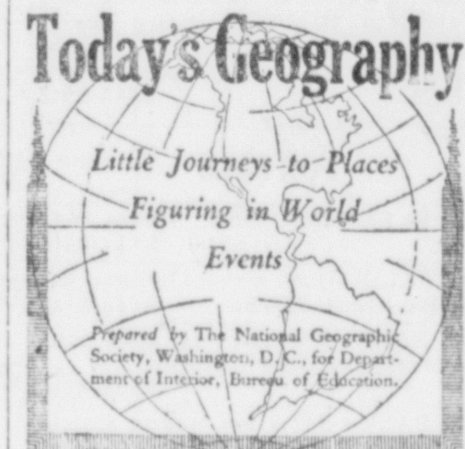 Today's Geography
Little Journeys to Places
Figuring in World
Events
Prepared by The National Geographic
Society, Washington, D. C., for Depart-
ment of Interior, Bureau of Education.